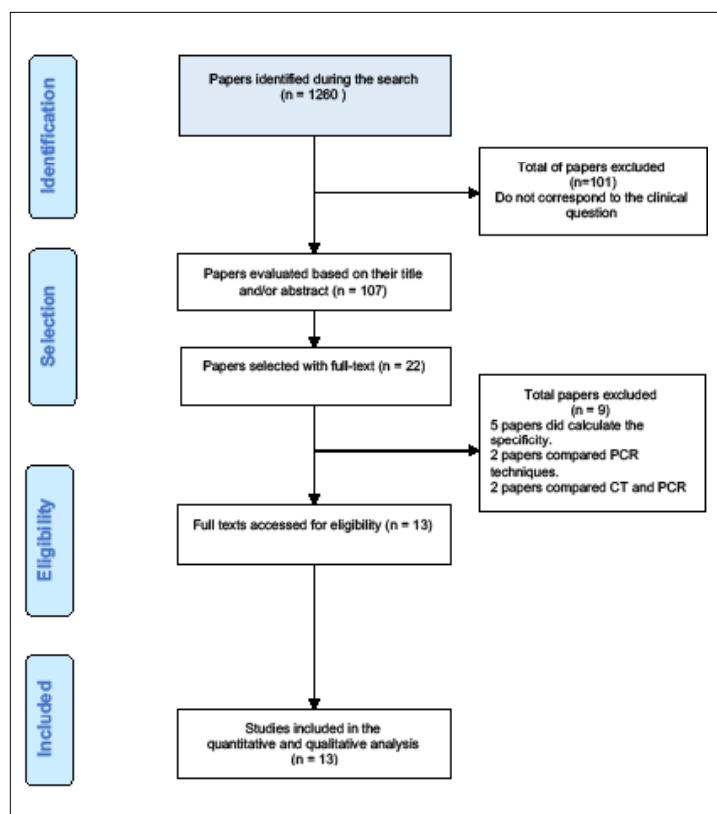 Identification
Papers identified during the search
(n = 1260 )
Total of papers excluded
(n=101)
Do not correspond to the clinical
question
Selection
Papers evaluated based on their title
and/or abstract (n = 107)
Papers selected with full-text (n = 22)
Total papers excluded
(n = 9)
5 papers did calculate the
specificity.
2 papers compared PCR
techniques.
2 papers compared CT and PCR
Eligibility
Full texts accessed for eligibility (n = 13)
Included
Studies included in the
quantitative and qualitative analysis
(n = 13)